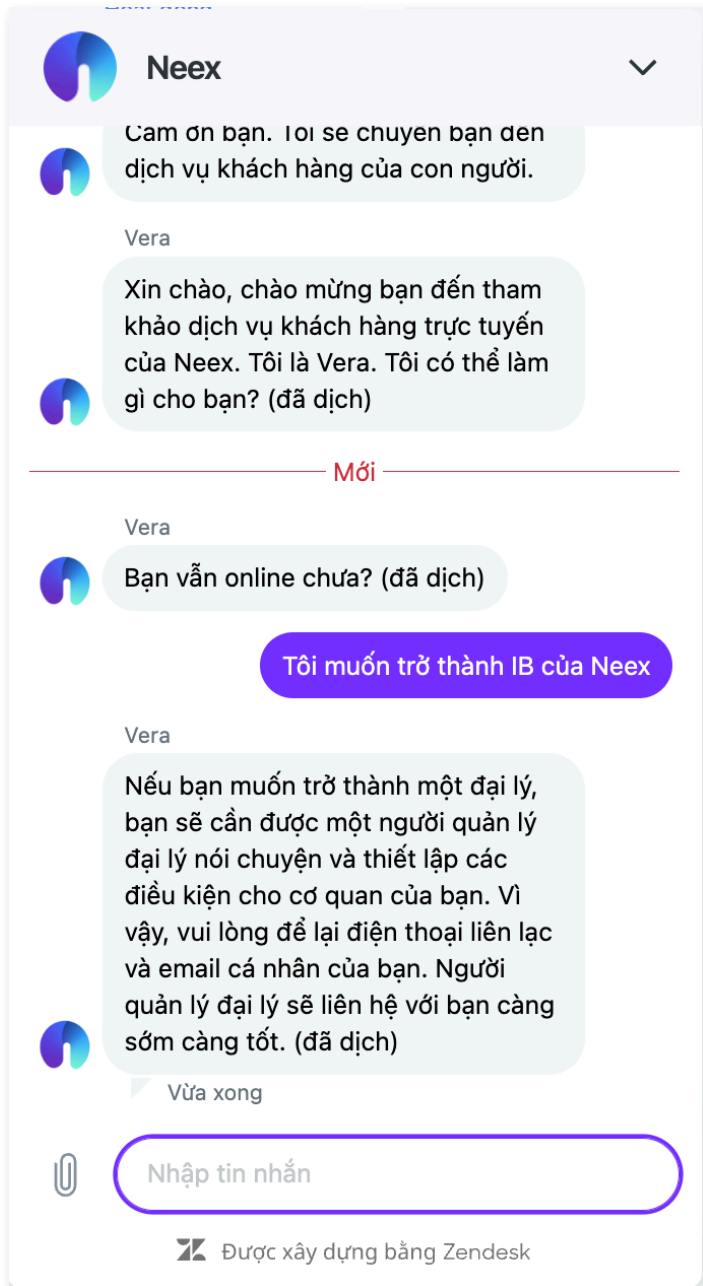 Neex
Cảm ơn bạn. Tôi sẽ chuyển bạn đến
dịch vụ khách hàng của con người.
Vera
Xin chào, chào mừng bạn đến tham
khảo dịch vụ khách hàng trực tuyến
của Neex. Tôi là Vera. Tôi có thể làm
gì cho bạn? (đã dịch)
Mới
Vera
Bạn vẫn online chưa? (đã dịch)
Tôi muốn trở thành IB của Neex
Vera
Nếu bạn muốn trở thành một đại lý,
bạn sẽ cần được một người quản lý
đại lý nói chuyện và thiết lập các
điều kiện cho cơ quan của bạn. Vì
vậy, vui lòng để lại điện thoại liên lạc
và email cá nhân của bạn. Người
quản lý đại lý sẽ liên hệ với bạn càng
sớm càng tốt. (đã dịch)
Vừa xong
Nhập tin nhắn
Được xây dựng bằng Zendesk